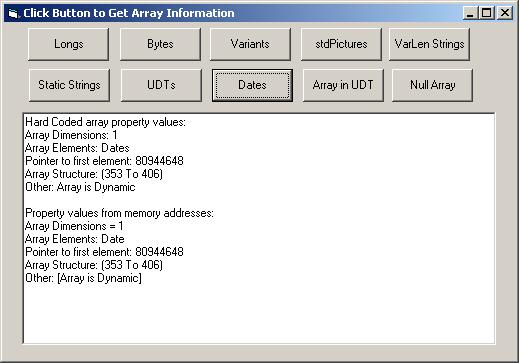 Click Button to Get Array Information
Longs
Bytes
Variants
stdPictures
VarLen Strings
Static Strings
UDTs
Dates
Array in UDT
Null Array
Hard Coded array property values:
Array Dimensions: 1
Array Elements: Dates
Pointer to first element: 80944648
Array Structure: (353 To 406)
Other: Array is Dynamic
Property values from memory addresses:
Array Dimensions = 1
Array Elements: Date
Pointer to first element: 80944648
Array Structure: (353 To 406)
Other: [Array is Dynamic]